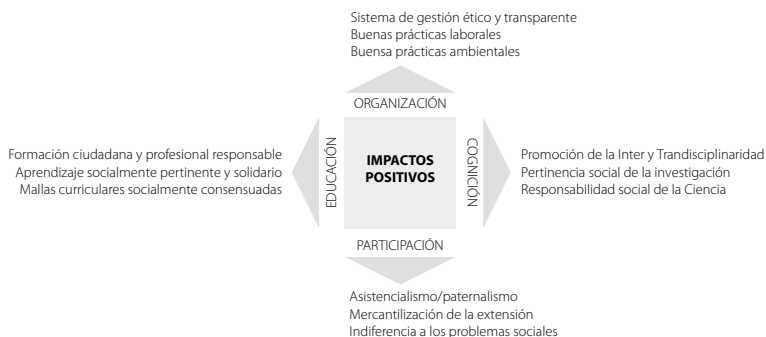 Sistema de gestión ético y transparente
Buenas prácticas laborales
Buensa prácticas ambientales
ORGANIZACIÓN
Formación ciudadana y profesional responsable
Aprendizaje socialmente pertinente y solidario
Mallas curriculares socialmente consensuadas
EDUCACIÓN
IMPACTOS
POSITIVOS
COGNICIÓN
Promoción de la Inter y Trandisciplinaridad
Pertinencia social de la investigación
Responsabilidad social de la Ciencia
PARTICIPACIÓN
Asistencialismo/paternalismo
Mercantilización de la extensión
Indiferencia a los problemas sociales